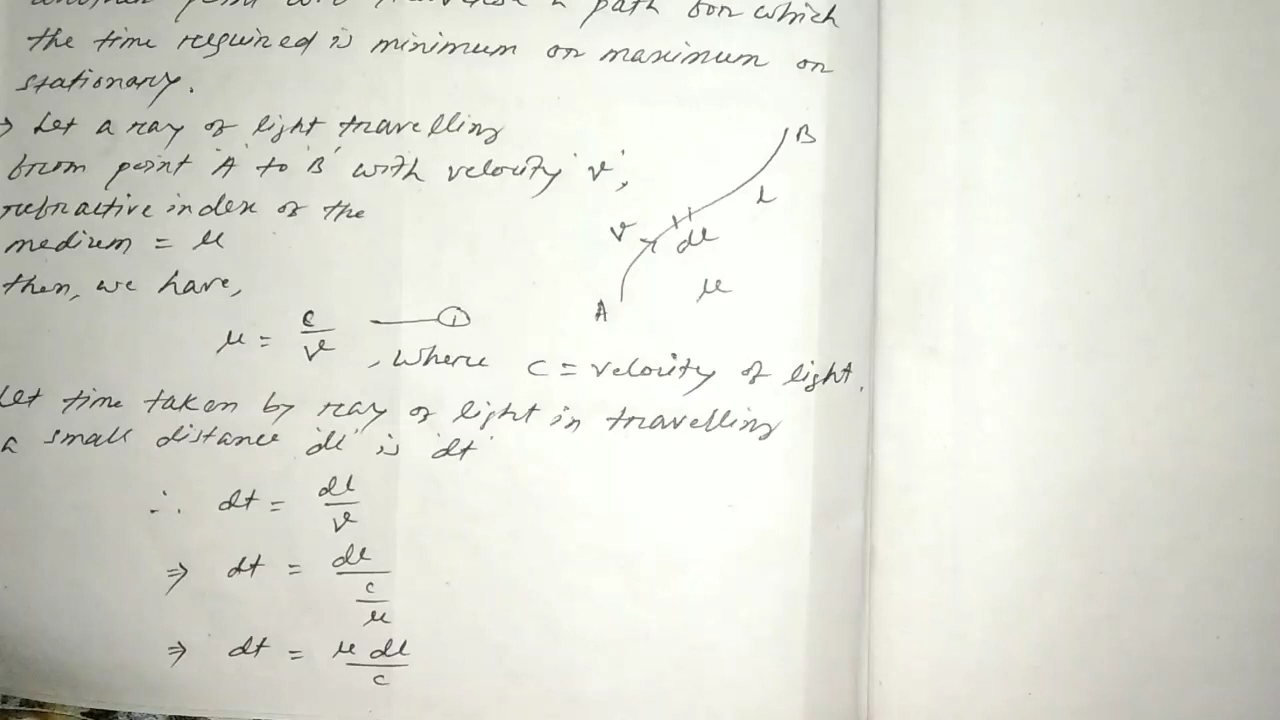 path for which
the time required is minimum or maximum or
stationary.
→ Let a ray of light travelling
from point 'A' to 'B' with velocity 'v',
refractive index of the
medium = μ
then, we have,
μ = c/v —— ①
, where c = velocity of light.
Let time taken by ray of light in travelling
a small distance 'dl' is 'dt'
∴ dt = dl/v
⇒ dt = dl/(c/μ)
⇒ dt = μ dl/c
B
l
v
dl
μ
A